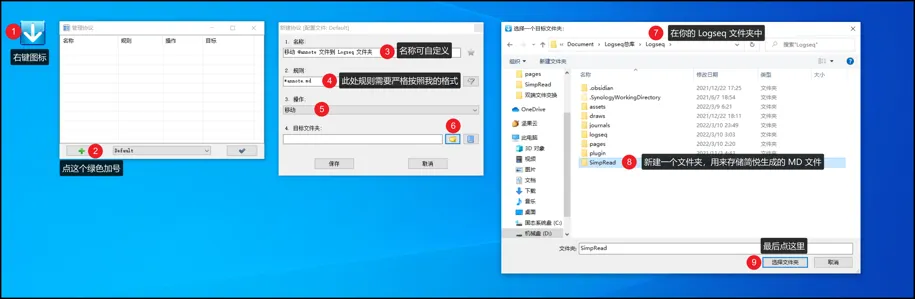 1
右键图标
管理协议
名称 规则 操作 目标
2 Default
点这个绿色加号
新建协议 (配置文件: Default)
1. 名称
移动 #annote 文件到 Logseq 文件夹
3 名称可自定义
2. 规则
*annote.md
4 此处规则需要严格按照我的格式
3. 操作
移动
5
6
4. 目标文件夹:
保存 取消
选择一个目标文件夹:
7 在你的 Logseq 文件夹中
Document › Logseq总库 › Logseq ›
搜索"Logseq"
组织 新建文件夹
名称 修改日期 类型 大小
pages
SimpRead
双端文件交换
OneDrive
坚果云
此电脑
3D 对象
视频
图片
文档
下载
音乐
桌面
固态系统盘 (C:)
机械盘 (D:)
.obsidian 2021/12/22 17:25 文件夹
.SynologyWorkingDirectory 2021/6/7 18:54 文件夹
assets 2022/3/9 8:21 文件夹
draws 2021/12/22 18:11 文件夹
journals 2022/3/10 23:49 文件夹
logseq 2022/3/10 3:03 文件夹
pages 2022/3/10 2:20 文件夹
plugin 文件夹
SimpRead
8 新建一个文件夹，用来存储简悦生成的 MD 文件
文件夹: SimpRead
最后点这里
9 选择文件夹 取消